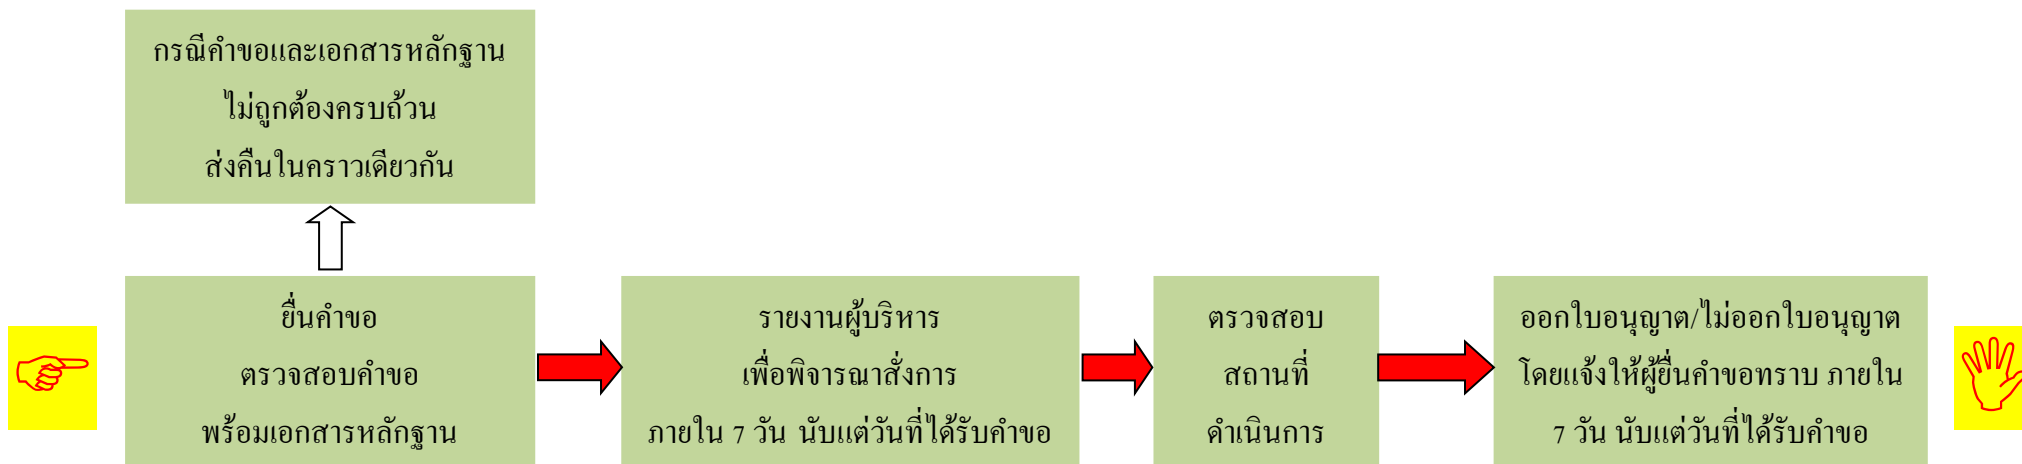 กรณีคำขอและเอกสารหลักฐาน
ไม่ถูกต้องครบถ้วน
ส่งคืนในคราวเดียวกัน
ยื่นคำขอ
ตรวจสอบคำขอ
พร้อมเอกสารหลักฐาน
รายงานผู้บริหาร
เพื่อพิจารณาสั่งการ
ภายใน 7 วัน นับแต่วันที่ได้รับคำขอ
ตรวจสอบ
สถานที่
ดำเนินการ
ออกใบอนุญาต/ไม่ออกใบอนุญาต
โดยแจ้งให้ผู้ยื่นคำขอทราบ ภายใน
7 วัน นับแต่วันที่ได้รับคำขอ